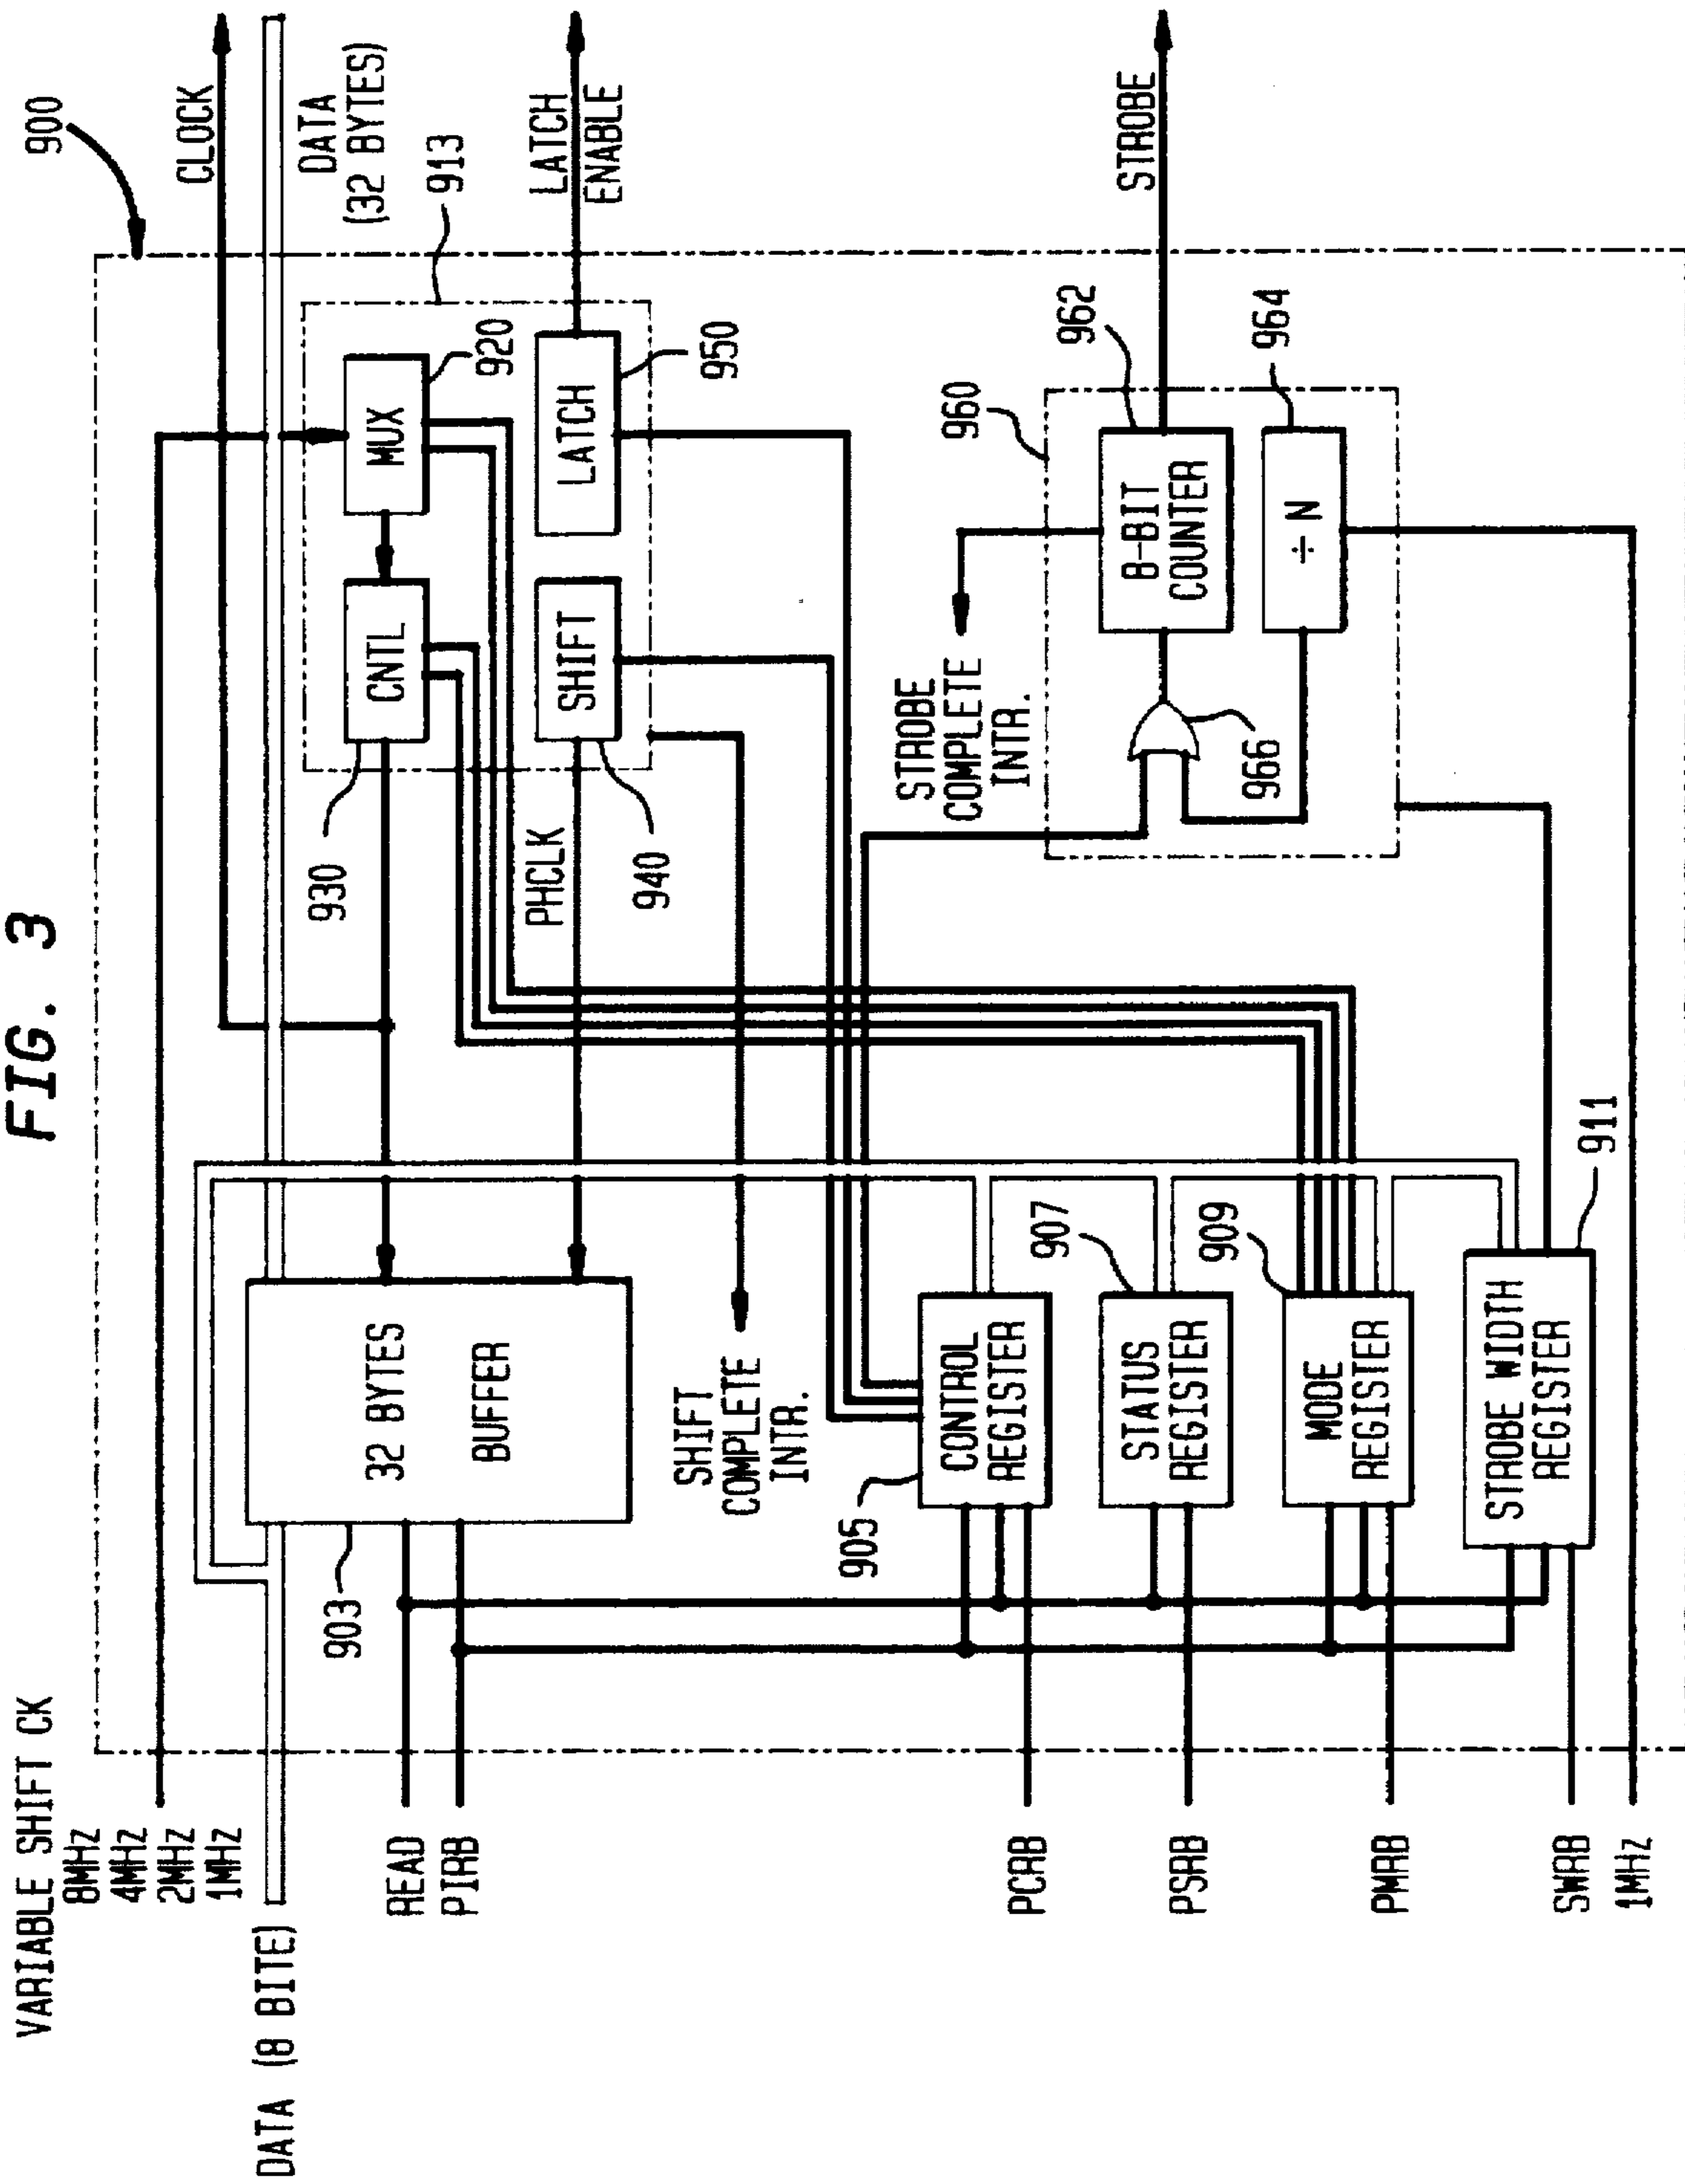 FIG. 3
900
VARIABLE SHIFT CK
8MHz
4MHz
2MHz
1MHz
CLOCK
DATA (8 BITE)
DATA
(32 BYTES)
913
903
32 BYTES
BUFFER
READ
PIRB
930
CNTL
MUX
920
PHCLK
SHIFT
940
LATCH
950
LATCH
ENABLE
SHIFT
COMPLETE
INTR.
STROBE
COMPLETE
INTR.
905
CONTROL
REGISTER
PCRB
907
STATUS
REGISTER
PSRB
909
MODE
REGISTER
PMRB
STROBE WIDTH
REGISTER
911
SWRB
1MHz
960
962
8-BIT
COUNTER
STROBE
966
÷ N
964